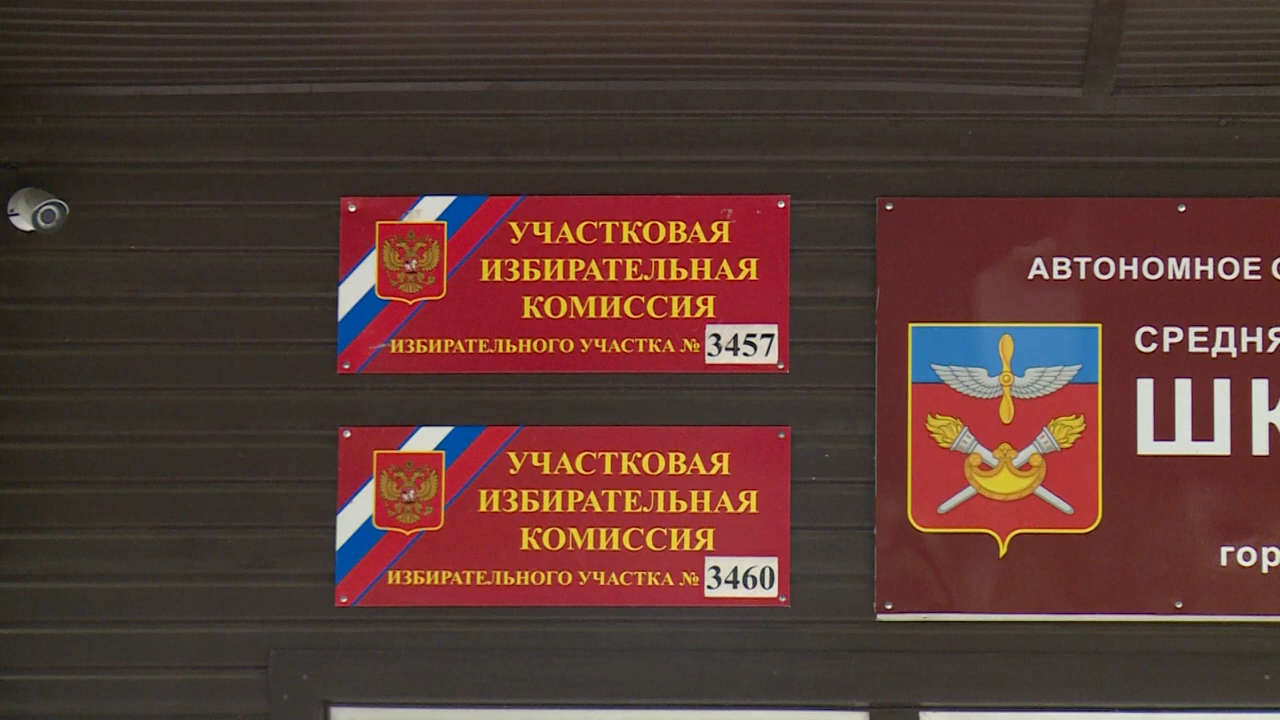 УЧАСТКОВАЯ
ИЗБИРАТЕЛЬНАЯ
КОМИССИЯ
ИЗБИРАТЕЛЬНОГО УЧАСТКА № 3457
УЧАСТКОВАЯ
ИЗБИРАТЕЛЬНАЯ
КОМИССИЯ
ИЗБИРАТЕЛЬНОГО УЧАСТКА № 3460
АВТОНОМНОЕ